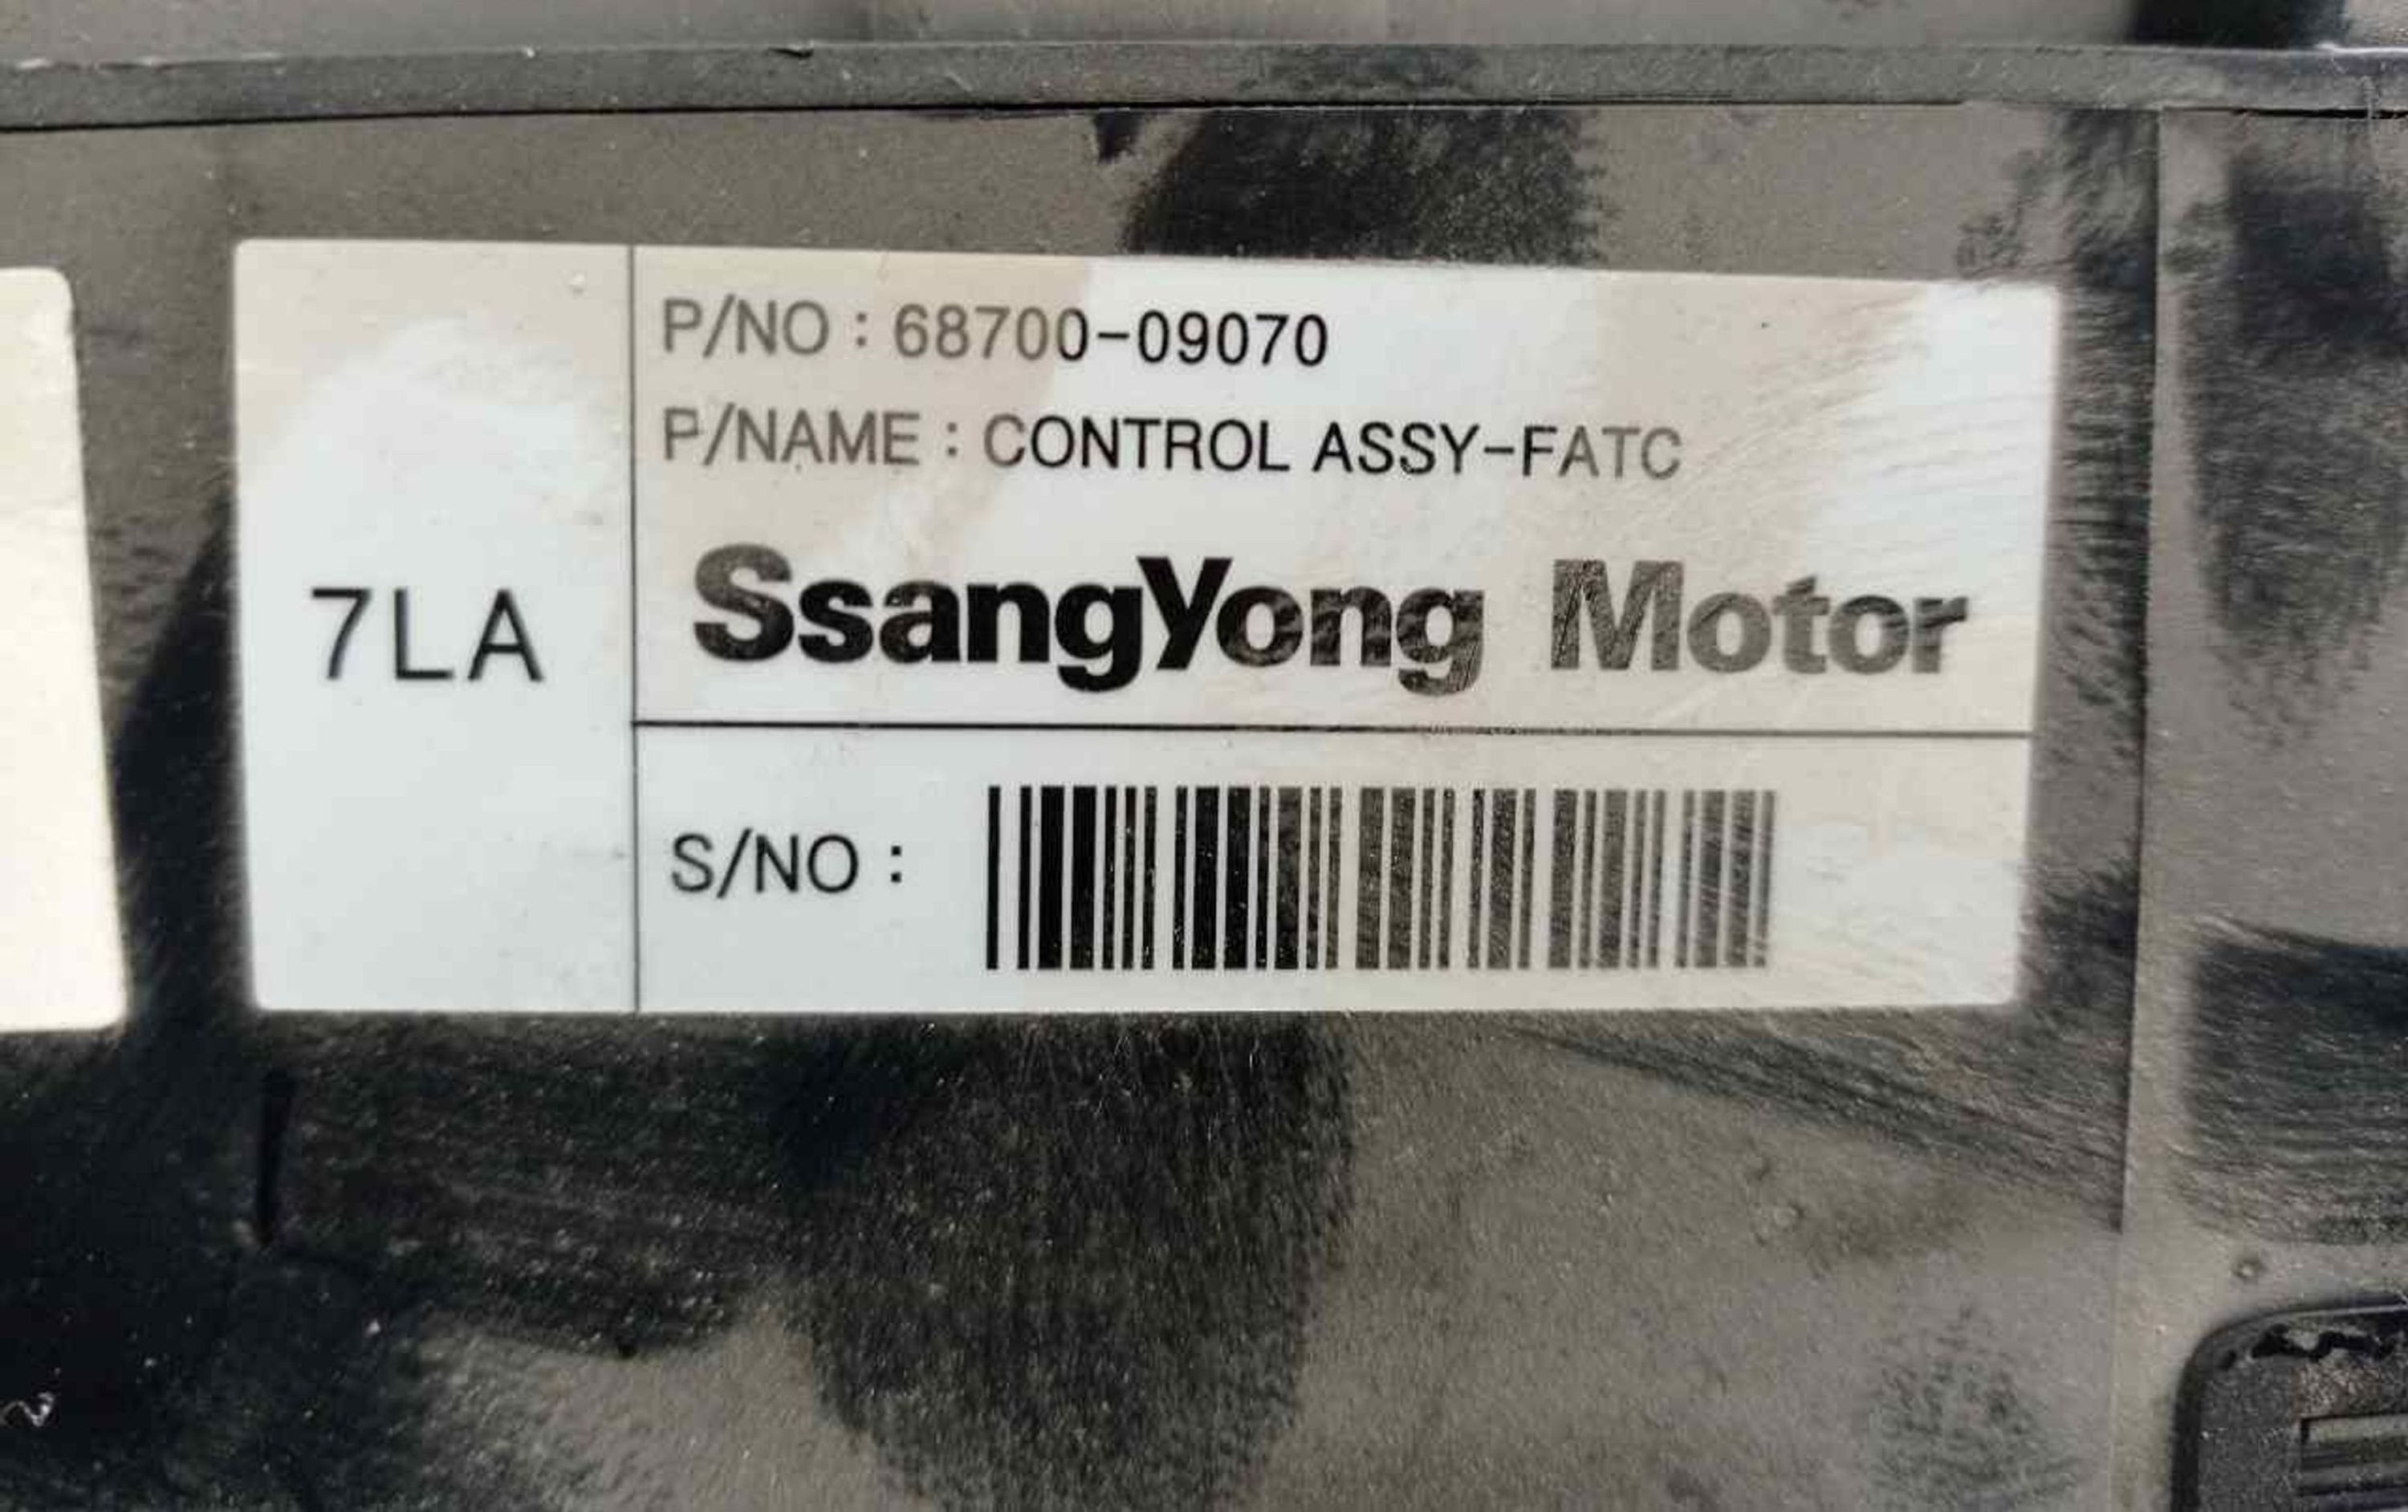 7LA
P/NO : 68700-09070
P/NAME : CONTROL ASSY-FATC
SsangYong Motor
S/NO :